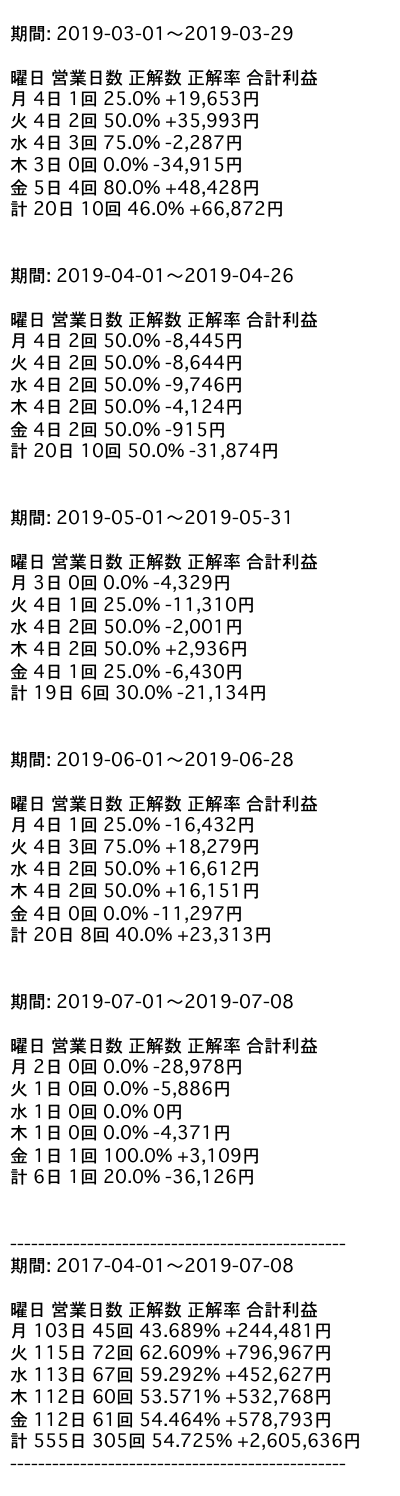 期間: 2019-03-01〜2019-03-29
曜日 営業日数 正解数 正解率 合計利益
月 4日 1回 25.0% +19,653円
火 4日 2回 50.0% +35,993円
水 4日 3回 75.0% -2,287円
木 3日 0回 0.0% -34,915円
金 5日 4回 80.0% +48,428円
計 20日 10回 46.0% +66,872円
期間: 2019-04-01〜2019-04-26
曜日 営業日数 正解数 正解率 合計利益
月 4日 2回 50.0% -8,445円
火 4日 2回 50.0% -8,644円
水 4日 2回 50.0% -9,746円
木 4日 2回 50.0% -4,124円
金 4日 2回 50.0% -915円
計 20日 10回 50.0% -31,874円
期間: 2019-05-01〜2019-05-31
曜日 営業日数 正解数 正解率 合計利益
月 3日 0回 0.0% -4,329円
火 4日 1回 25.0% -11,310円
水 4日 2回 50.0% -2,001円
木 4日 2回 50.0% +2,936円
金 4日 1回 25.0% -6,430円
計 19日 6回 30.0% -21,134円
期間: 2019-06-01〜2019-06-28
曜日 営業日数 正解数 正解率 合計利益
月 4日 1回 25.0% -16,432円
火 4日 3回 75.0% +18,279円
水 4日 2回 50.0% +16,612円
木 4日 2回 50.0% +16,151円
金 4日 0回 0.0% -11,297円
計 20日 8回 40.0% +23,313円
期間: 2019-07-01〜2019-07-08
曜日 営業日数 正解数 正解率 合計利益
月 2日 0回 0.0% -28,978円
火 1日 0回 0.0% -5,886円
水 1日 0回 0.0% 0円
木 1日 0回 0.0% -4,371円
金 1日 1回 100.0% +3,109円
計 6日 1回 20.0% -36,126円
------------------------------------------------
期間: 2017-04-01〜2019-07-08
曜日 営業日数 正解数 正解率 合計利益
月 103日 45回 43.689% +244,481円
火 115日 72回 62.609% +796,967円
水 113日 67回 59.292% +452,627円
木 112日 60回 53.571% +532,768円
金 112日 61回 54.464% +578,793円
計 555日 305回 54.725% +2,605,636円
------------------------------------------------